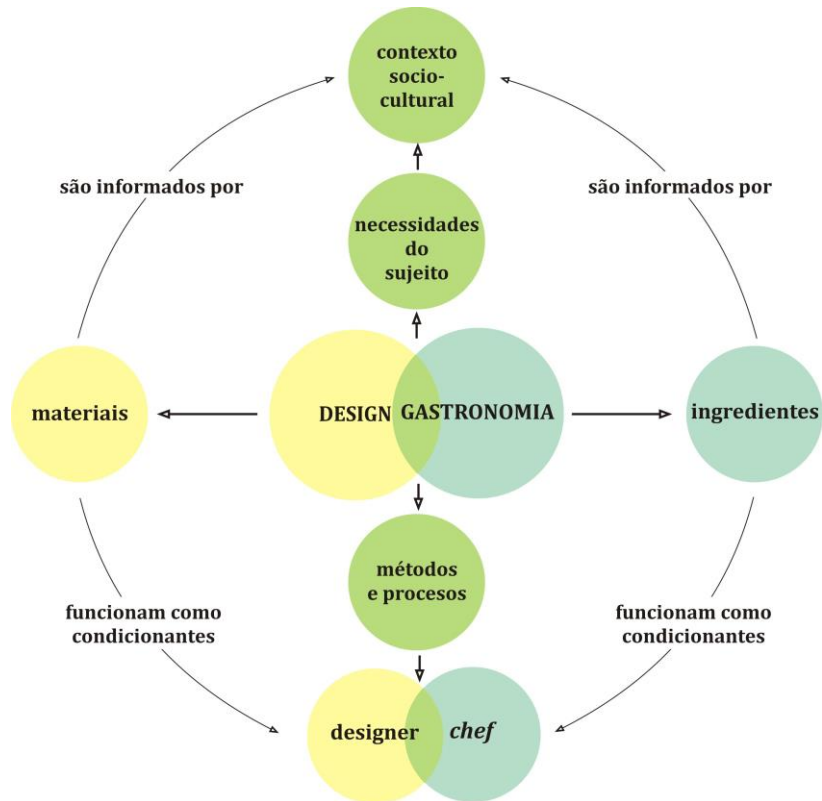 contexto
socio-
cultural
são informados por
são informados por
necessidades
do
sujeito
materiais
DESIGN
GASTRONOMIA
ingredientes
métodos
e procesos
funcionam como
condicionantes
funcionam como
condicionantes
designer
chef